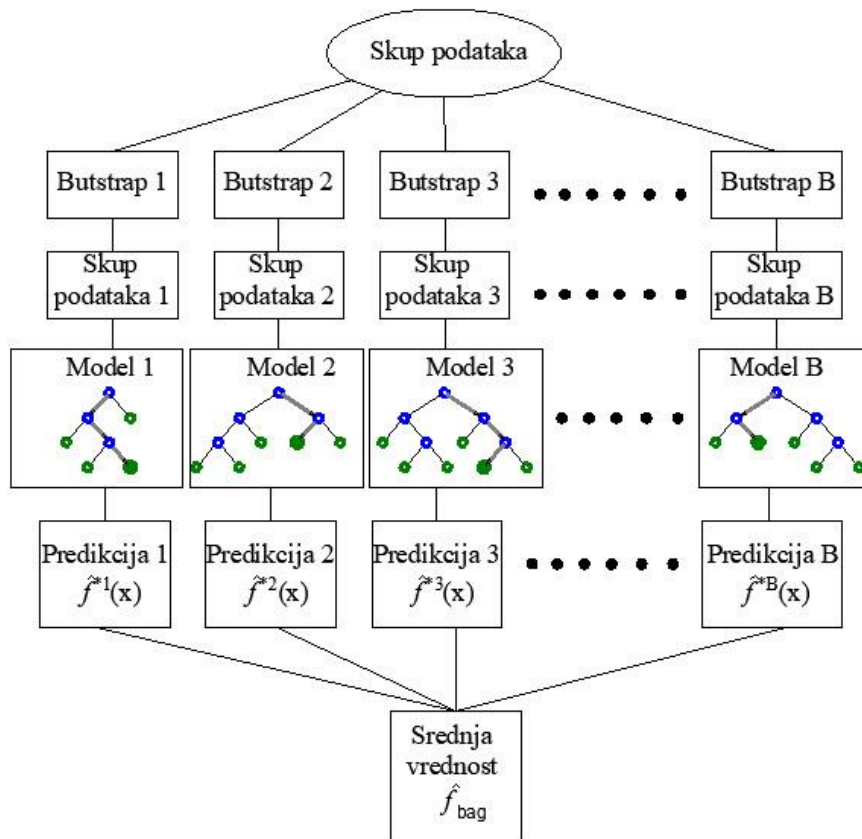 Skup podataka
Butstrap 1
Butstrap 2
Butstrap 3
Butstrap B
Skup
podataka 1
Skup
podataka 2
Skup
podataka 3
Skup
podataka B
Model 1
Model 2
Model 3
Model B
Predikcija 1
f̂*1(x)
Predikcija 2
f̂*2(x)
Predikcija 3
f̂*3(x)
Predikcija B
f̂*B(x)
Srednja
vrednost
f̂bag